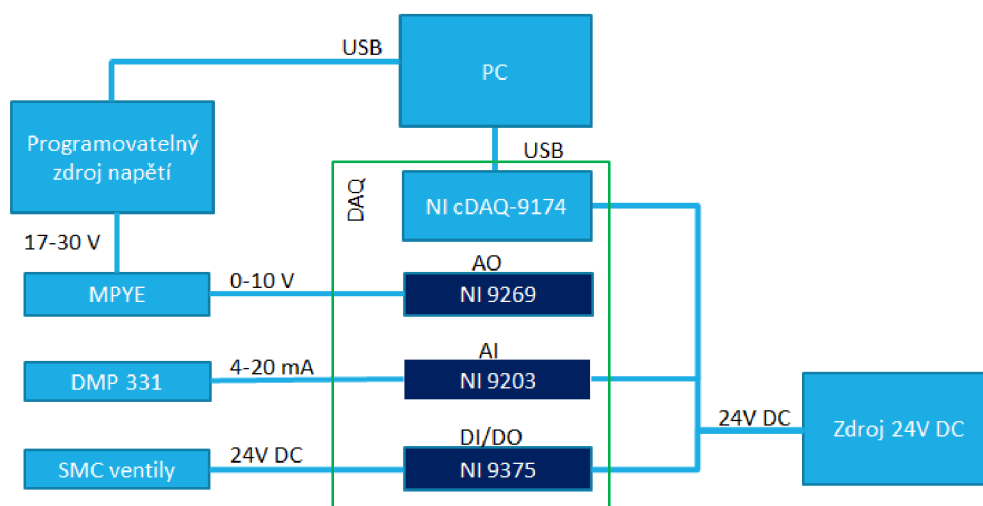 USB
PC
Programovatelný
zdroj napětí
USB
DAQ
NI cDAQ-9174
17-30 V
AO
MPYE
0-10 V
NI 9269
AI
DMP 331
4-20 mA
NI 9203
24V DC
Zdroj 24V DC
DI/DO
SMC ventily
24V DC
NI 9375